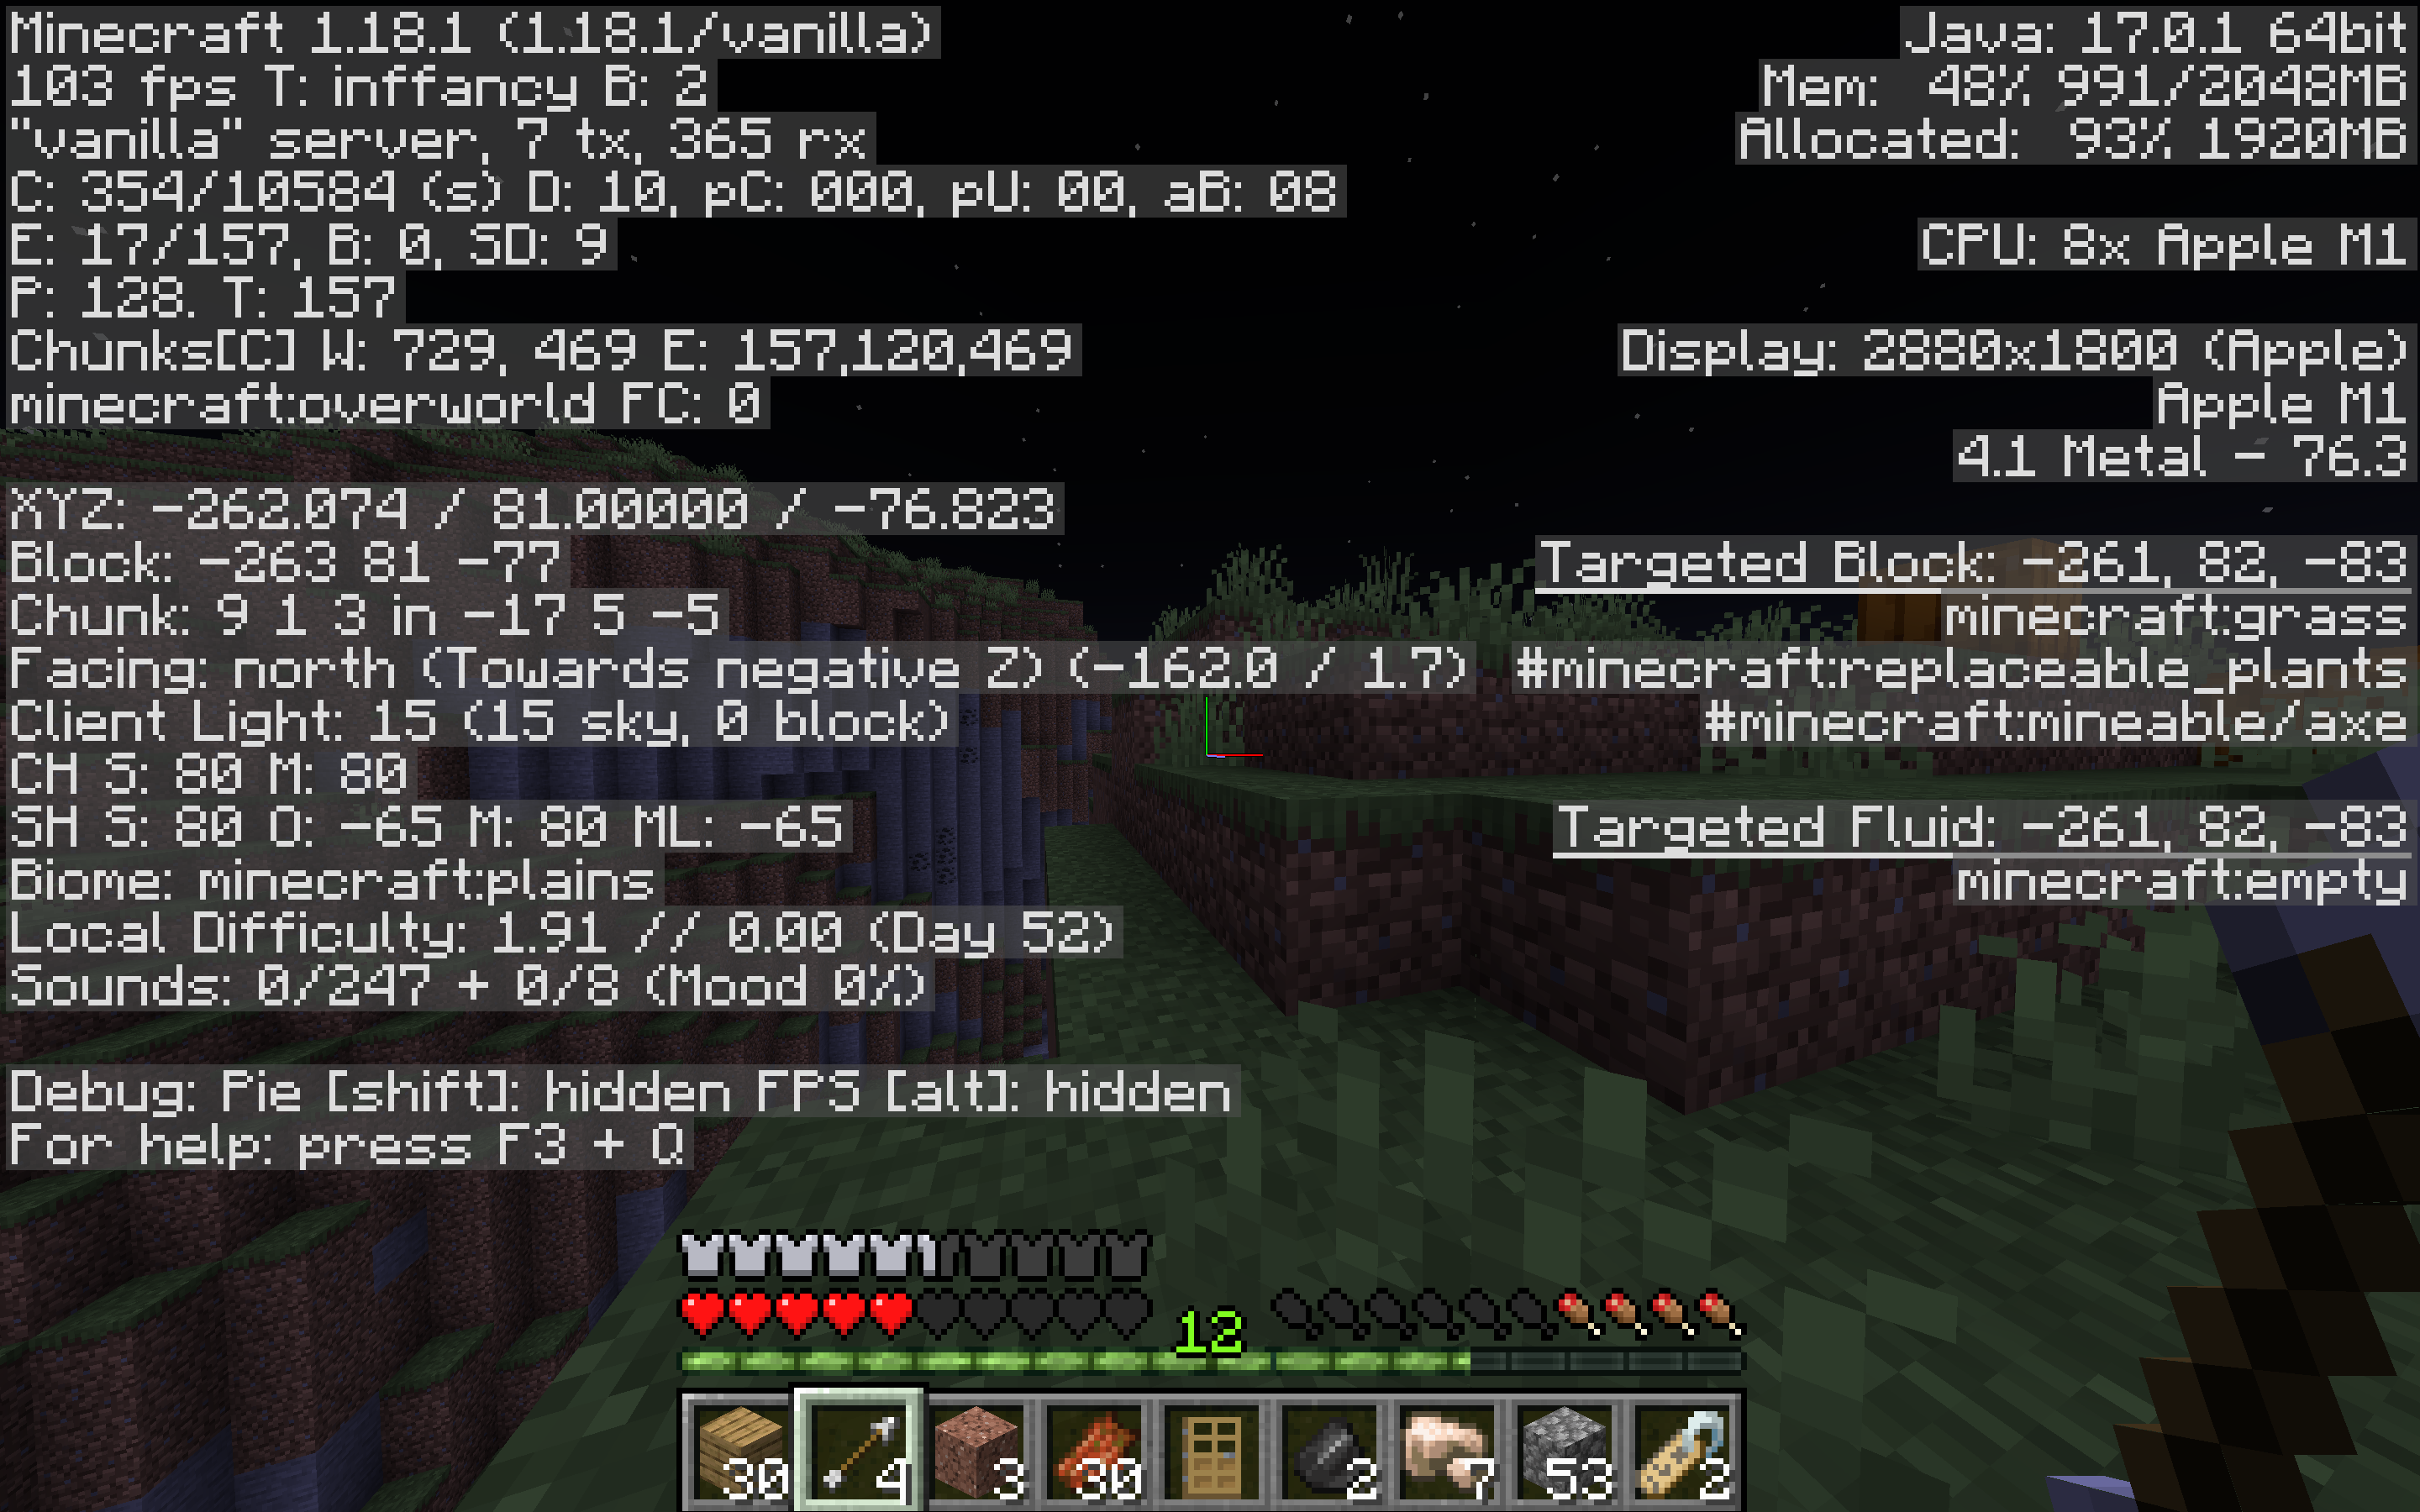 Minecraft 1.18.1 (1.18.1/vanilla)
103 fps T: inffancy B: 2
"vanilla" server, 7 tx, 365 rx
C: 354/10584 (s) D: 10, pC: 000, pU: 00, aB: 08
E: 17/157, B: 0, SD: 9
P: 128. T: 157
Chunks[C] W: 729, 469 E: 157,120,469
minecraft:overworld FC: 0
XYZ: -262.074 / 81.00000 / -76.823
Block: -263 81 -77
Chunk: 9 1 3 in -17 5 -5
Facing: north (Towards negative Z) (-162.0 / 1.7)
Client Light: 15 (15 sky, 0 block)
CH S: 80 M: 80
SH S: 80 O: -65 M: 80 ML: -65
Biome: minecraft:plains
Local Difficulty: 1.91 // 0.00 (Day 52)
Sounds: 0/247 + 0/8 (Mood 0%)
Debug: Pie [shift]: hidden FPS [alt]: hidden
For help: press F3 + Q
Java: 17.0.1 64bit
Mem: 48% 991/2048MB
Allocated: 93% 1920MB
CPU: 8x Apple M1
Display: 2880x1800 (Apple)
Apple M1
4.1 Metal - 76.3
Targeted Block: -261, 82, -83
minecraft:grass
#minecraft:replaceable_plants
#minecraft:mineable/axe
Targeted Fluid: -261, 82, -83
minecraft:empty
12
30 4 3 30 2 7 53 2